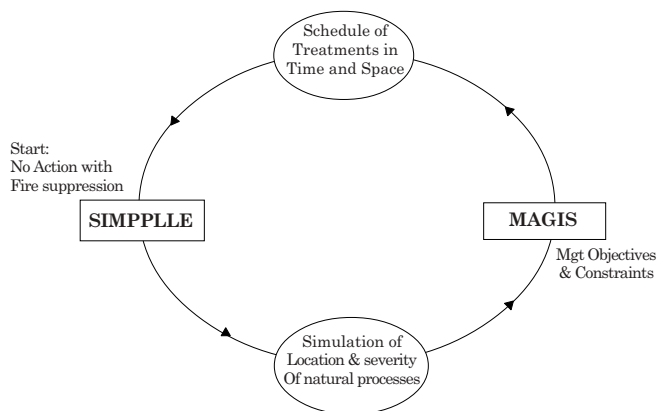 Schedule of
Treatments in
Time and Space
Start:
No Action with
Fire suppression
SIMPPLLE
MAGIS
Mgt Objectives
& Constraints
Simulation of
Location & severity
Of natural processes